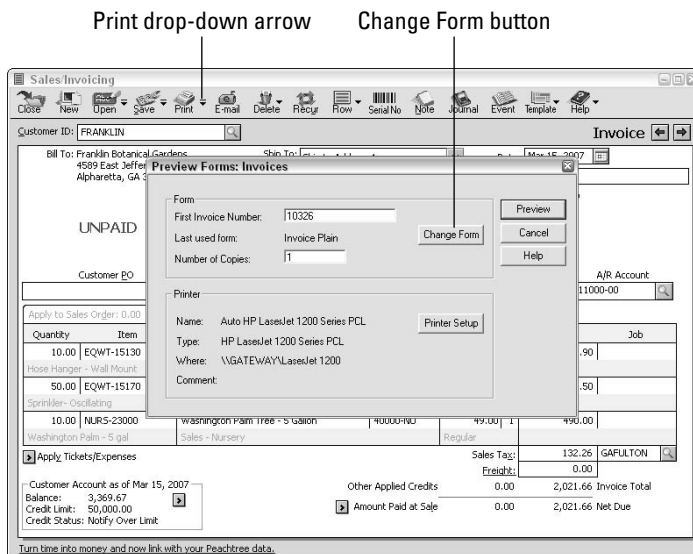 Print drop-down arrow
Change Form button
Sales/Invoicing
Close New Open Save Print E-mail Delete Recur Row Serial No Note Journal Event Template Help
Customer ID: FRANKLIN
Invoice
Bill To: Franklin Botanical Gardens
4589 East Jeffer
Alpharetta, GA 3
Mar 15, 2007
UNPAID
Customer PO
A/R Account
11000-00
Preview Forms: Invoices
Form
First Invoice Number: 10326
Last used form: Invoice Plain
Number of Copies: 1
Change Form
Preview
Cancel
Help
Printer
Name: Auto HP LaserJet 1200 Series PCL
Type: HP LaserJet 1200 Series PCL
Where: \\GATEWAY\LaserJet 1200
Comment:
Printer Setup
Apply to Sales Order: 0.00
Quantity Item Job
10.00 EQWT-15130 .90
Hose Hanger - Wall Mount
50.00 EQWT-15170 .50
Sprinkler- Oscillating
10.00 NURS-23000 Washington Palm Tree - 5 Gallon 40000-NU 49.00 1 490.00
Washington Palm - 5 gal Sales - Nursery Regular
Apply Tickets/Expenses
Sales Tax: 132.26 GAFULTON
Freight: 0.00
Customer Account as of Mar 15, 2007
Balance: 3,369.67
Credit Limit: 50,000.00
Credit Status: Notify Over Limit
Other Applied Credits 0.00 2,021.66 Invoice Total
Amount Paid at Sale 0.00 2,021.66 Net Due
Turn time into money and now link with your Peachtree data.